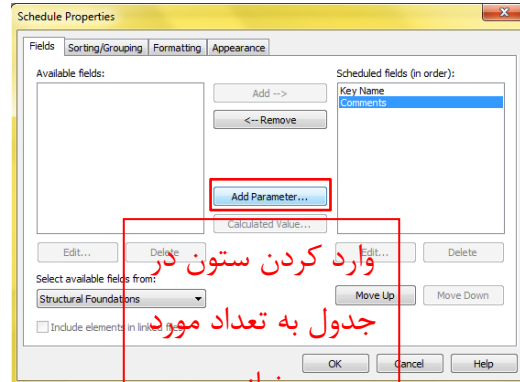 Schedule Properties
Fields Sorting/Grouping Formatting Appearance
Available fields:
Scheduled fields (in order):
Key Name
Comments
Add -->
<-- Remove
Add Parameter...
Calculated Value...
Edit... Delete
Edit... Delete
وارد کردن ستون در
جدول به تعداد مورد
Select available fields from:
Structural Foundations
Move Up Move Down
Include elements in linked files
OK Cancel Help